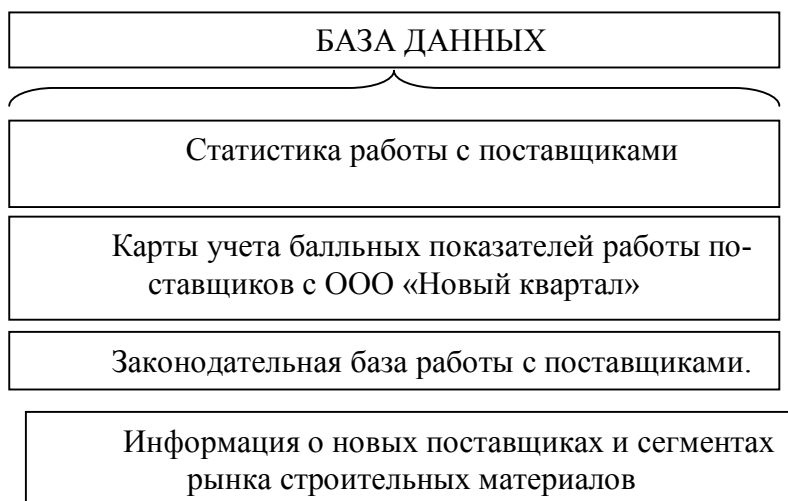 БАЗА ДАННЫХ
Статистика работы с поставщиками
Карты учета балльных показателей работы по-
ставщиков с ООО «Новый квартал»
Законодательная база работы с поставщиками.
Информация о новых поставщиках и сегментах
рынка строительных материалов